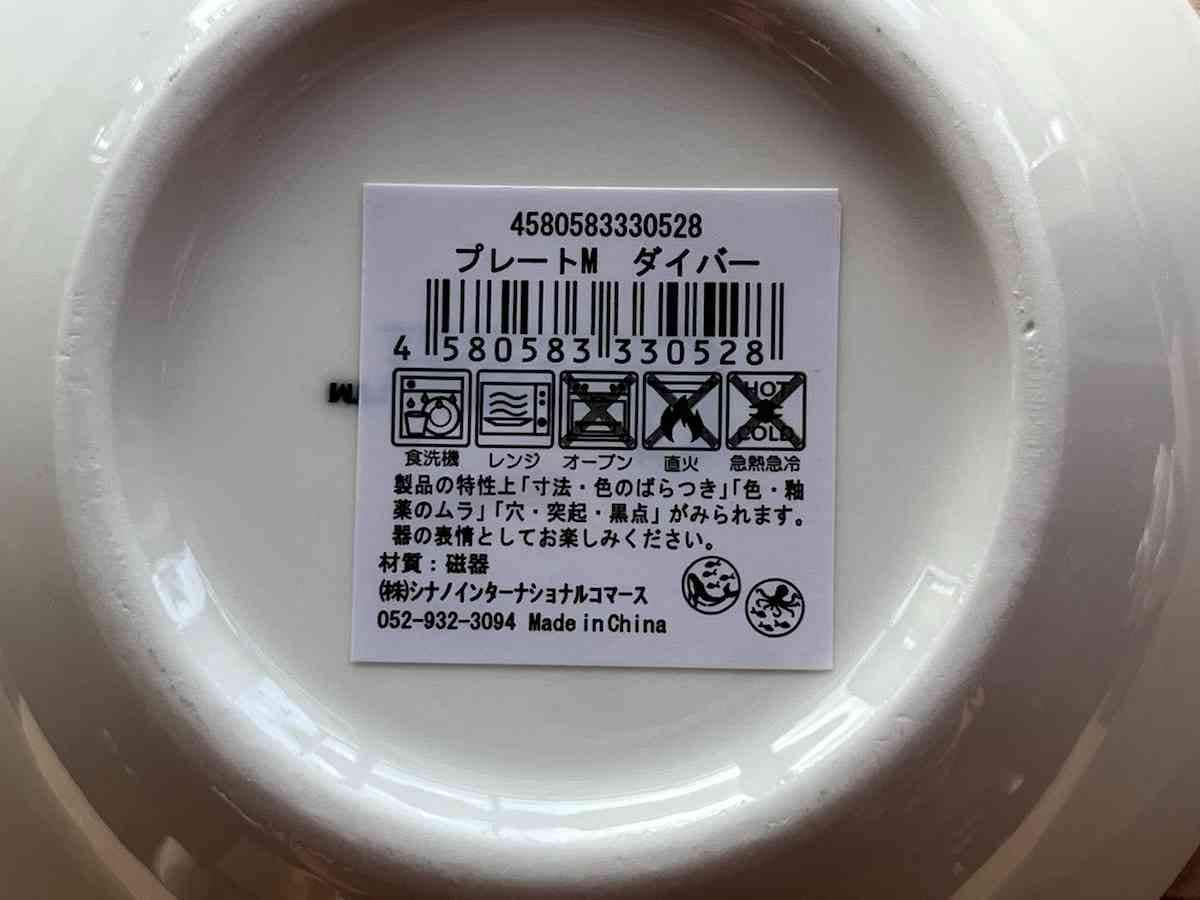 4580583330528
プレートM　ダイバー
4 580583 330528
HOT
COLD
食洗機 レンジ オーブン 直火 急熱急冷
製品の特性上「寸法・色のばらつき」「色・釉
薬のムラ」「穴・突起・黒点」がみられます。
器の表情としてお楽しみください。
材質：磁器
㈱シナノインターナショナルコマース
052-932-3094 Made in China